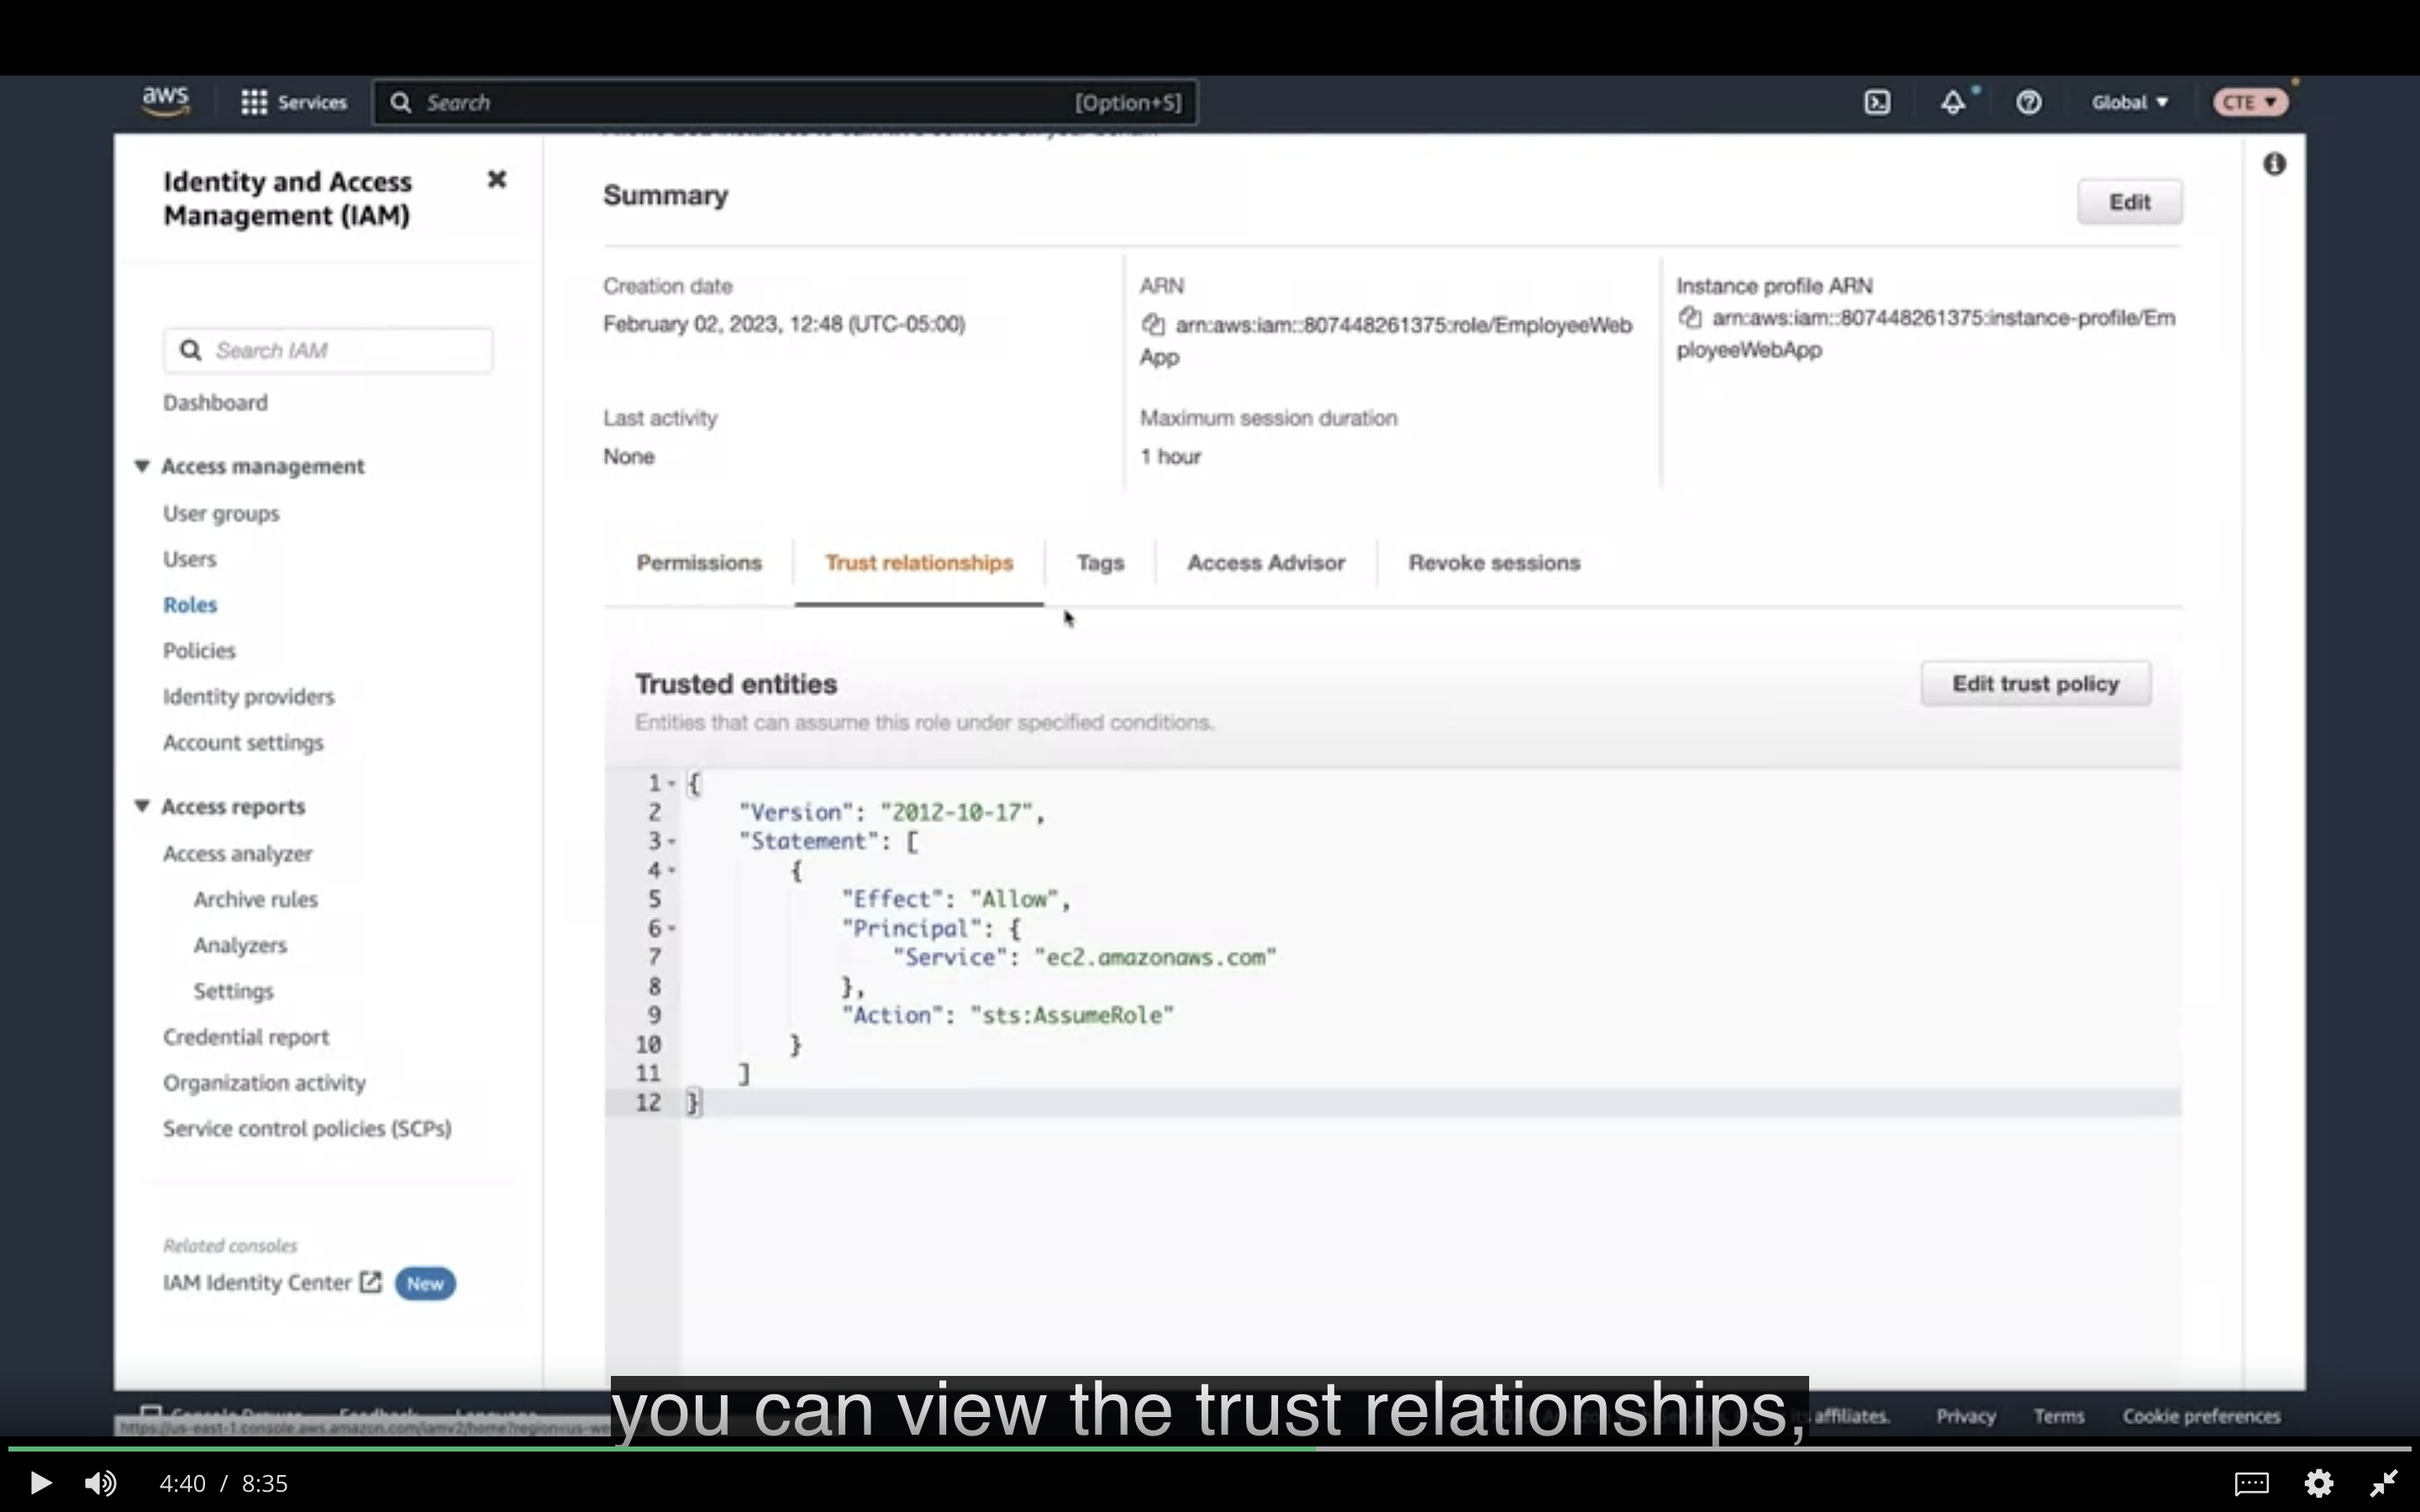 aws
Services
Search
[Option+S]
Global
CTE
Identity and Access
Management (IAM)
Search IAM
Dashboard
Access management
User groups
Users
Roles
Policies
Identity providers
Account settings
Access reports
Access analyzer
Archive rules
Analyzers
Settings
Credential report
Organization activity
Service control policies (SCPs)
Related consoles
IAM Identity Center
New
Summary
Edit
Creation date
February 02, 2023, 12:48 (UTC-05:00)
ARN
arn:aws:iam::807448261375:role/EmployeeWeb
App
Instance profile ARN
arn:aws:iam::807448261375:instance-profile/Em
ployeeWebApp
Last activity
None
Maximum session duration
1 hour
Permissions
Trust relationships
Tags
Access Advisor
Revoke sessions
Trusted entities
Edit trust policy
Entities that can assume this role under specified conditions.
1 {
2 "Version": "2012-10-17",
3 "Statement": [
4 {
5 "Effect": "Allow",
6 "Principal": {
7 "Service": "ec2.amazonaws.com"
8 },
9 "Action": "sts:AssumeRole"
10 }
11 ]
12 }
you can view the trust relationships,
affiliates.
Privacy
Terms
Cookie preferences
4:40 / 8:35